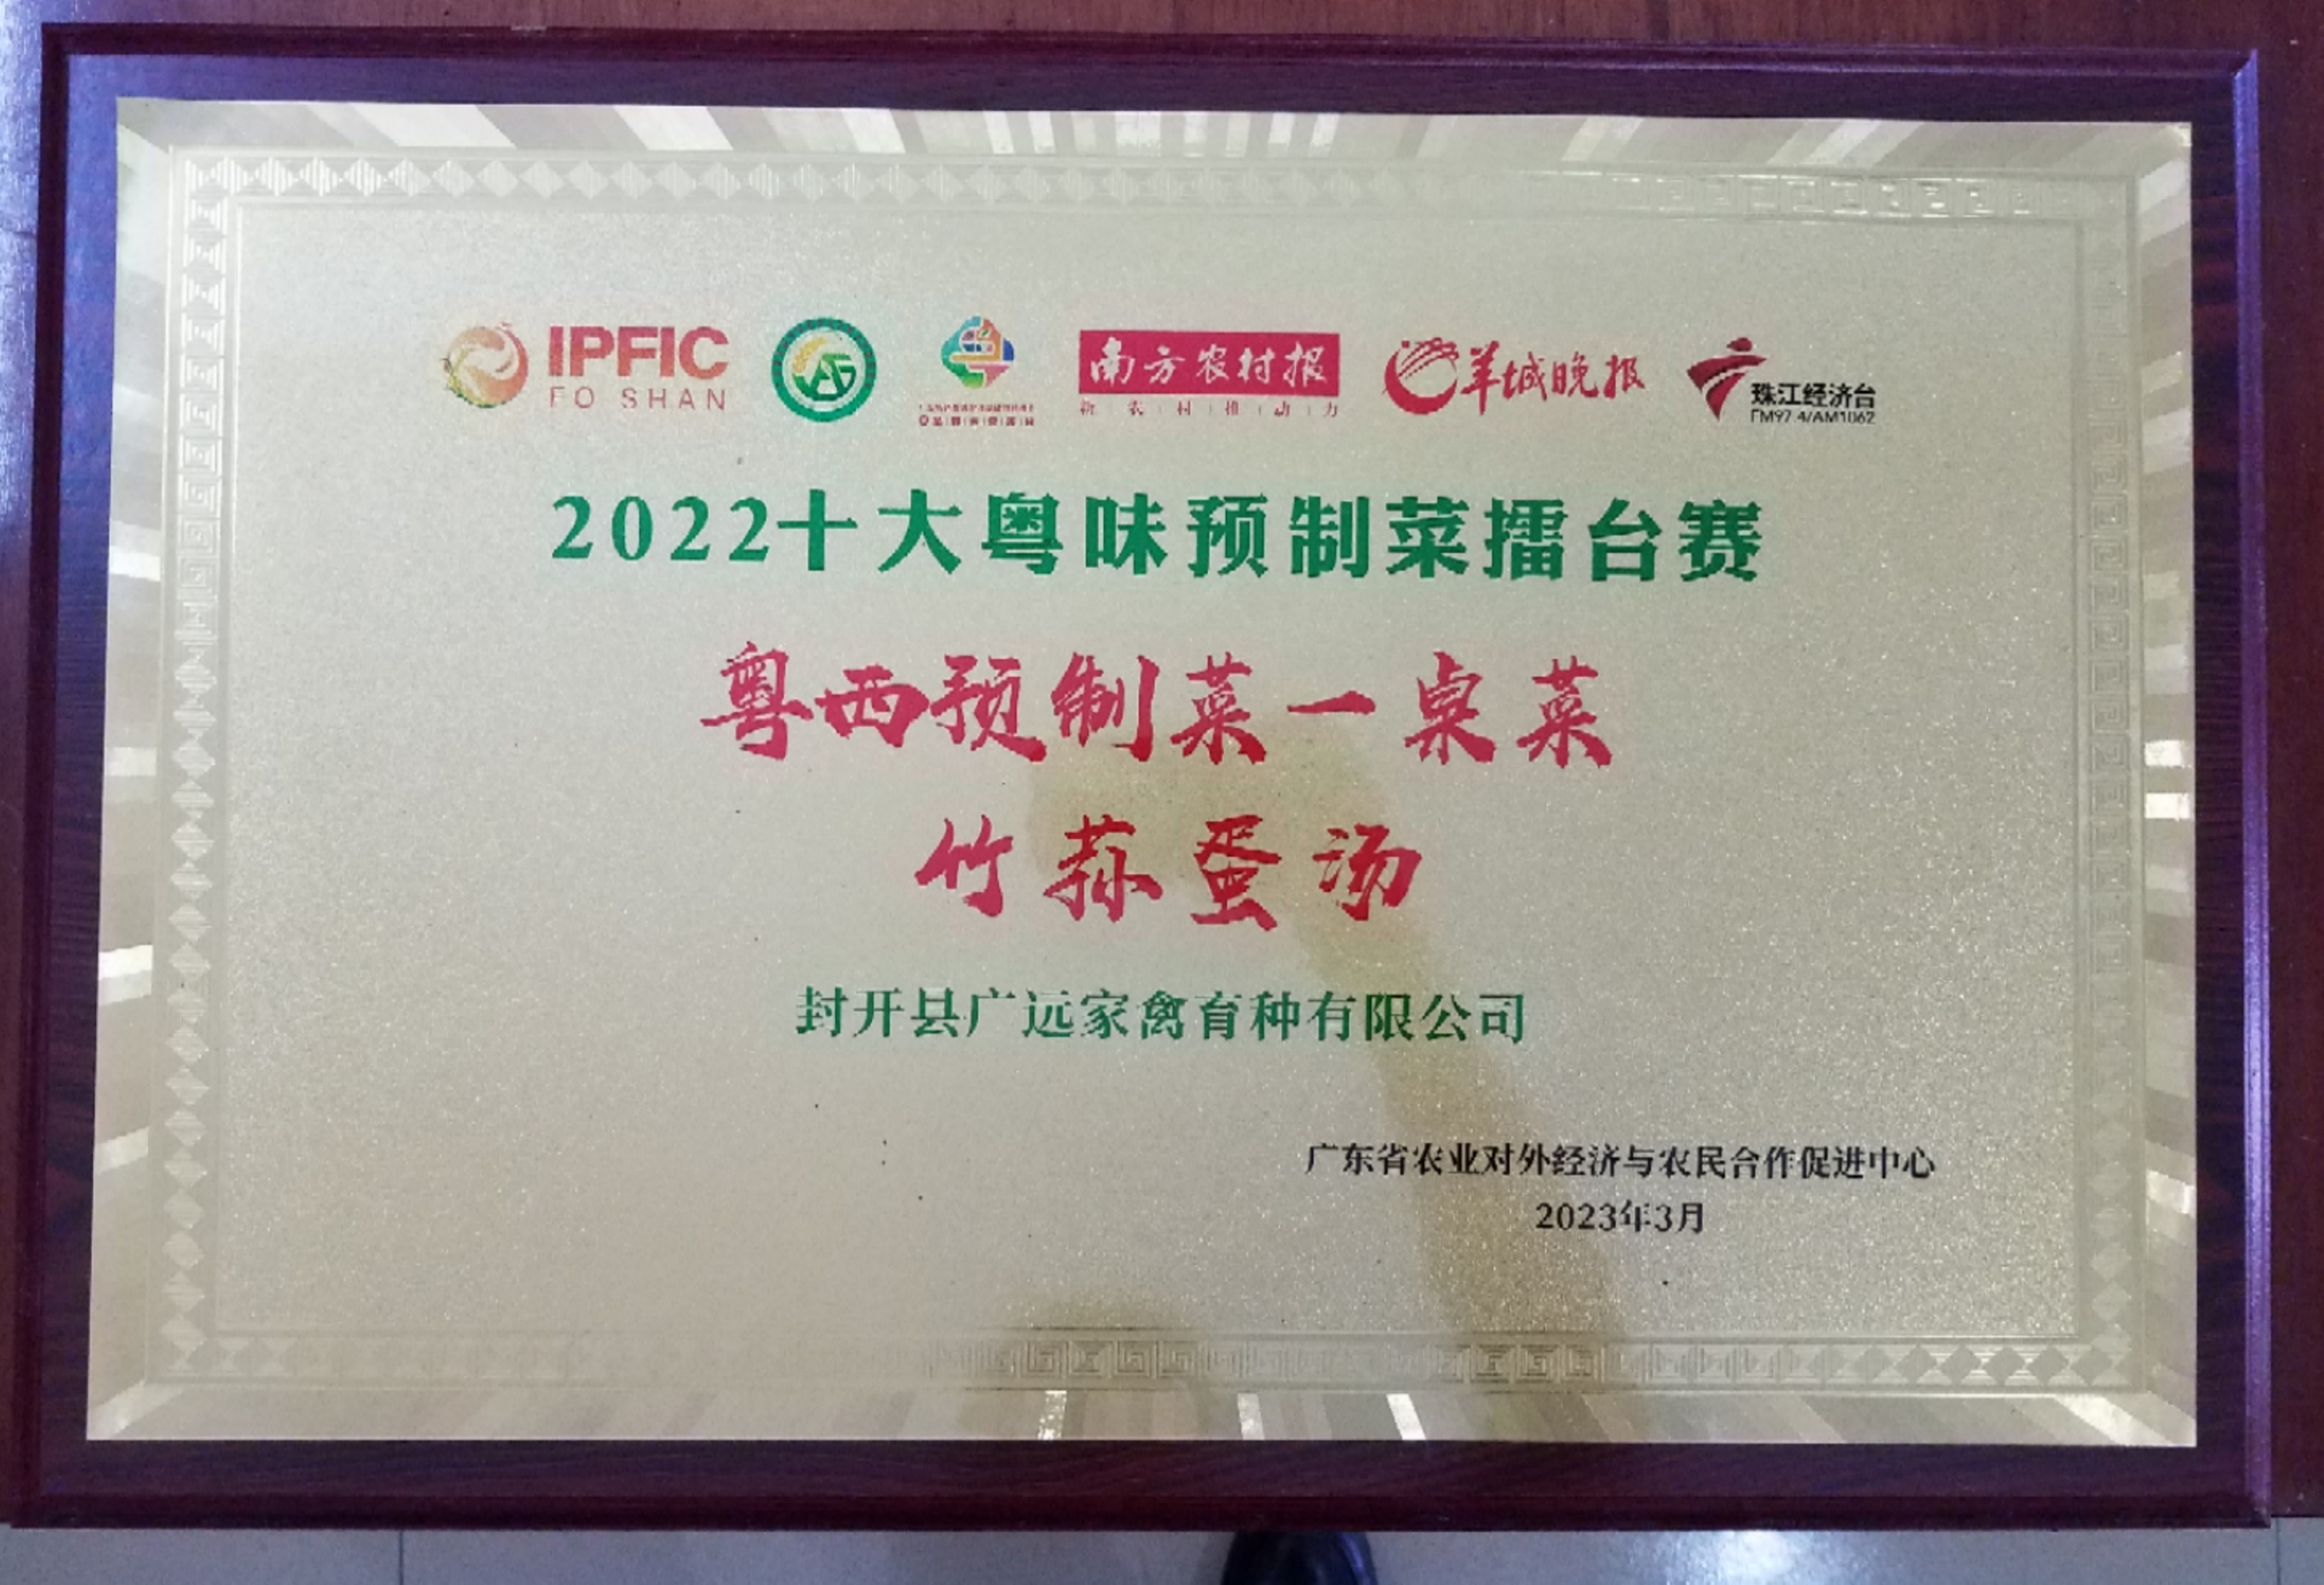 IPFIC
FO SHAN
南方农村报
新 农 村 推 动 力
羊城晚报
珠江经济台
FM97.4/AM1062
2022十大粤味预制菜擂台赛
粤西预制菜一桌菜
竹荪蛋汤
封开县广远家禽育种有限公司
广东省农业对外经济与农民合作促进中心
2023年3月